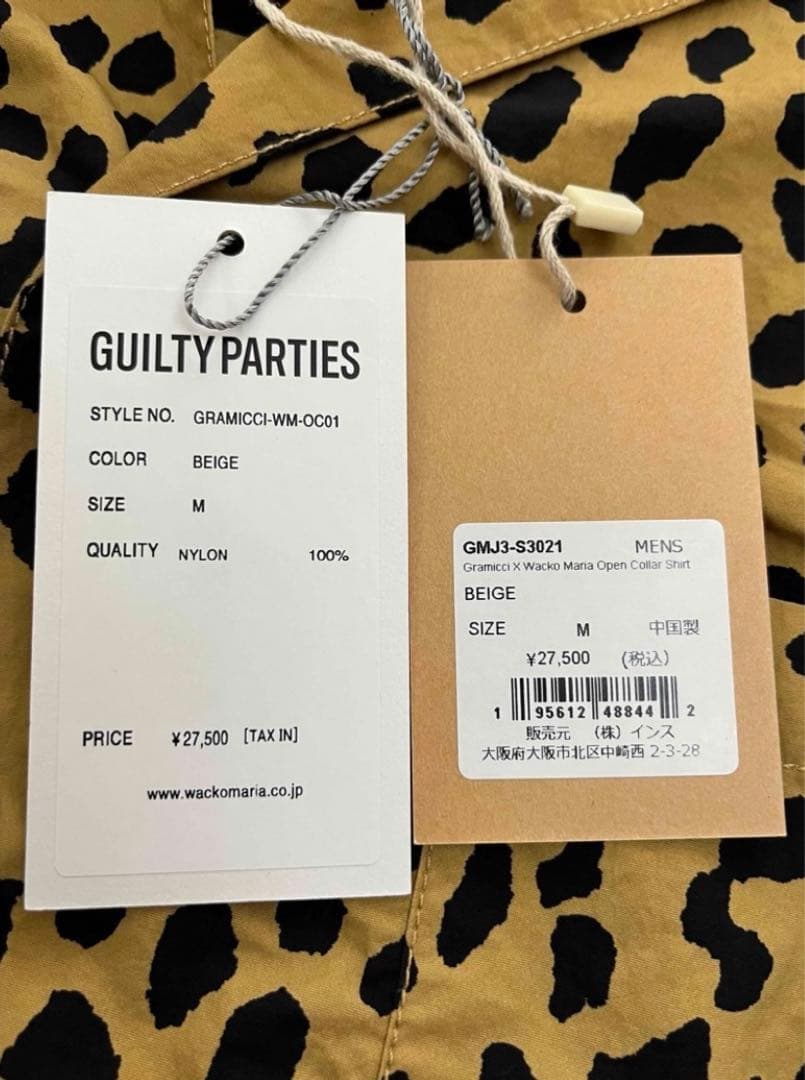 GUILTY PARTIES
STYLE NO. GRAMICCI-WM-OC01
COLOR BEIGE
SIZE M
QUALITY NYLON 100%
PRICE ¥27,500 [TAX IN]
www.wackomaria.co.jp
GMJ3-S3021 MENS
Gramicci X Wacko Maria Open Collar Shirt
BEIGE
SIZE M 中国製
¥27,500 (税込)
1 95612 48844 2
販売元 (株) インス
大阪府大阪市北区中崎西 2-3-28